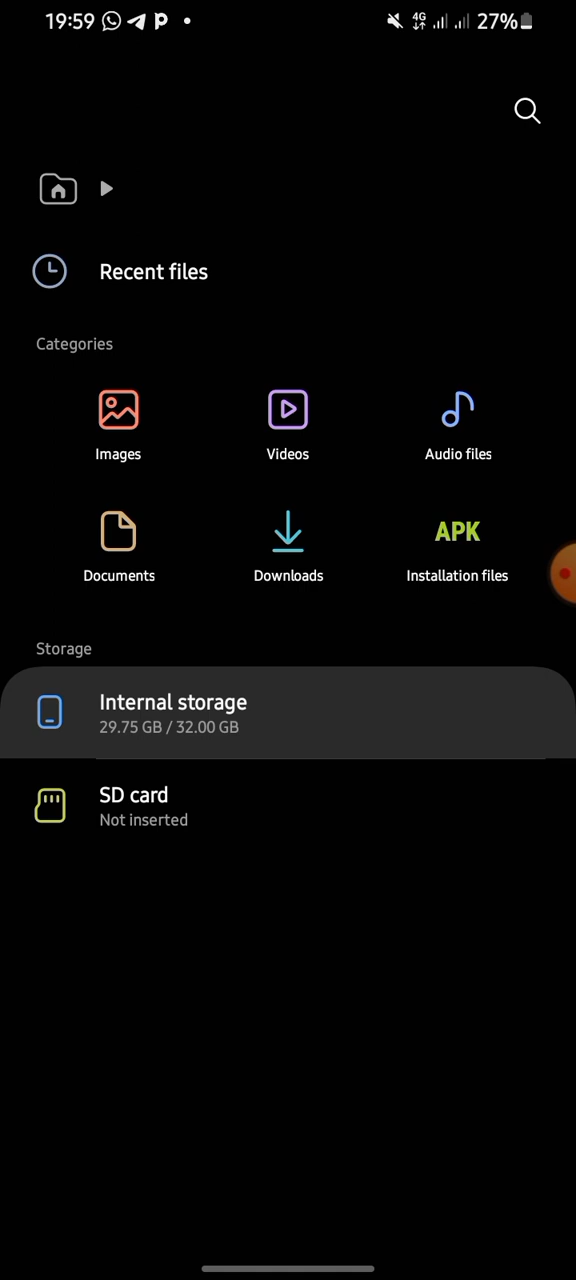 19:59 4G 27%
Recent files
Categories
Images Videos Audio files
APK
Documents Downloads Installation files
Storage
Internal storage
29.75 GB / 32.00 GB
SD card
Not inserted